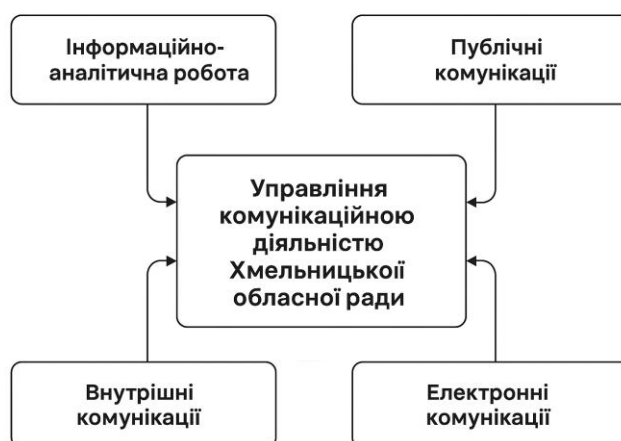 Інформаційно-
аналітична робота
Публічні
комунікації
Управління
комунікаційною
діяльністю
Хмельницької
обласної ради
Внутрішні
комунікації
Електронні
комунікації